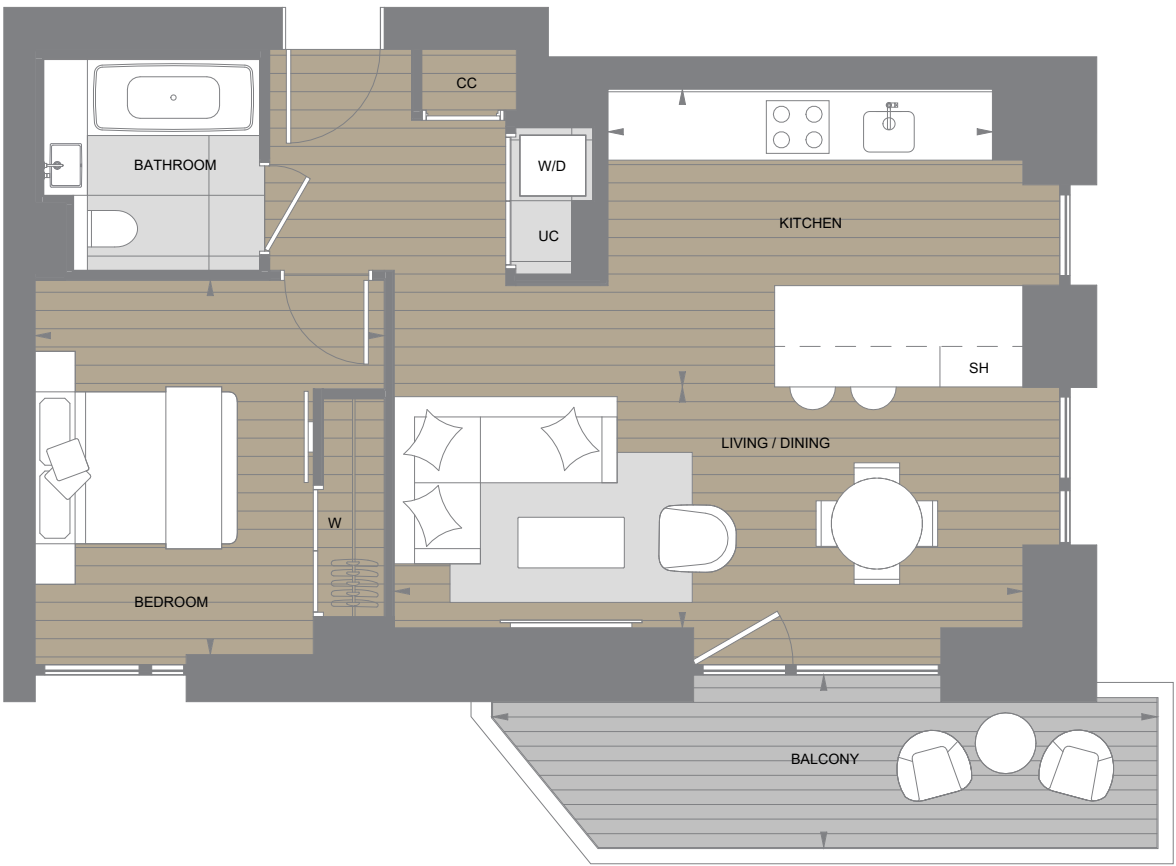 CC
BATHROOM
W/D
KITCHEN
UC
SH
LIVING / DINING
W
BEDROOM
BALCONY